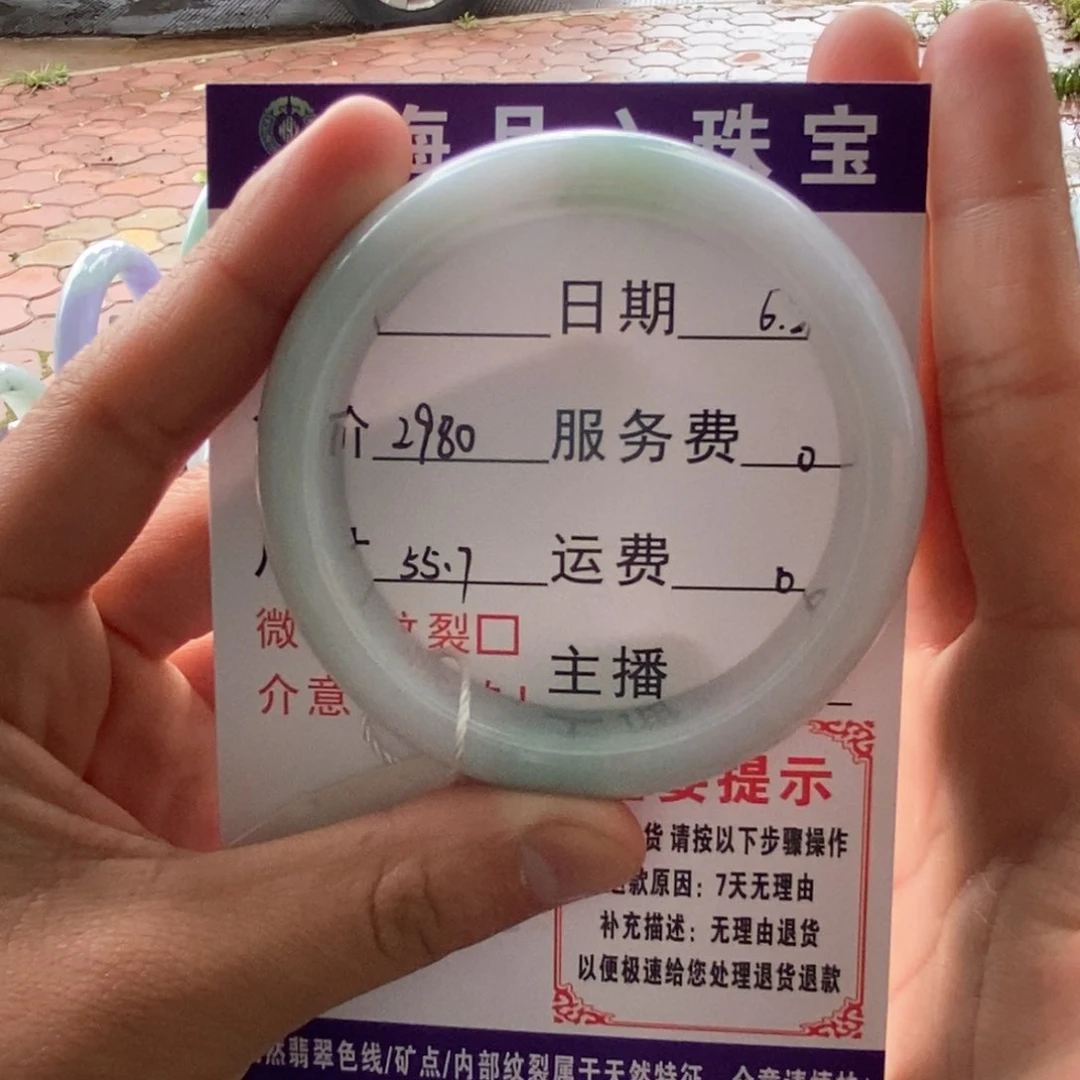 珠宝
日期 6.
价 2980 服务费 0
55.7 运费 0
微 纹裂□
介意 主播
提示
货 请按以下步骤操作
款原因：7天无理由
补充描述：无理由退货
以便极速给您处理退货退款
然翡翠色线/矿点/内部纹裂属于天然特征